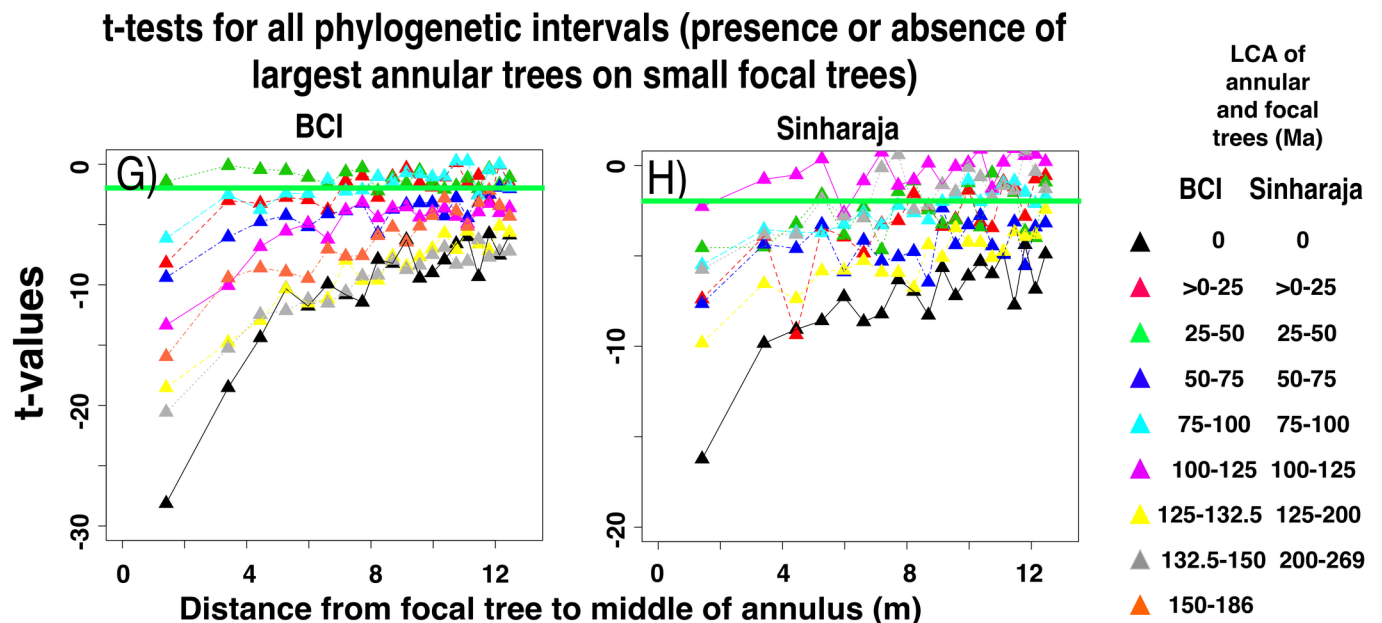 t-tests for all phylogenetic intervals (presence or absence of
largest annular trees on small focal trees)
BCI
Sinharaja
G)
H)
t-values
0
-10
-20
-30
0
-10
-20
0 4 8 12
0 4 8 12
Distance from focal tree to middle of annulus (m)
LCA of
annular
and focal
trees (Ma)
BCI Sinharaja
0 0
>0-25 >0-25
25-50 25-50
50-75 50-75
75-100 75-100
100-125 100-125
125-132.5 125-200
132.5-150 200-269
150-186